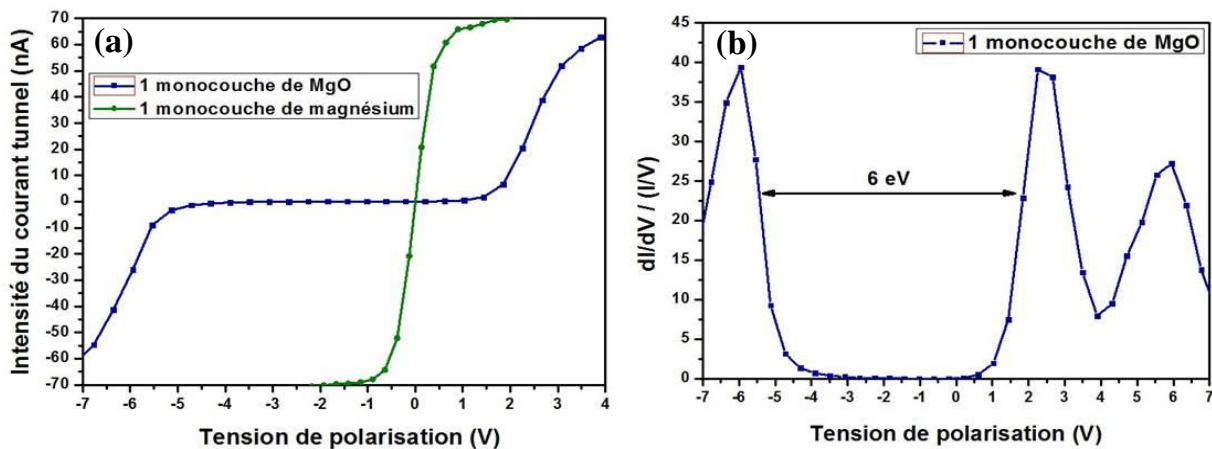 (a)
Intensité du courant tunnel (nA)
70
60
50
40
30
20
10
0
-10
-20
-30
-40
-50
-60
-70
1 monocouche de MgO
1 monocouche de magnésium
-7 -6 -5 -4 -3 -2 -1 0 1 2 3 4
Tension de polarisation (V)
(b)
dI/dV / (I/V)
45
40
35
30
25
20
15
10
5
0
1 monocouche de MgO
6 eV
-7 -6 -5 -4 -3 -2 -1 0 1 2 3 4 5 6 7
Tension de polarisation (V)